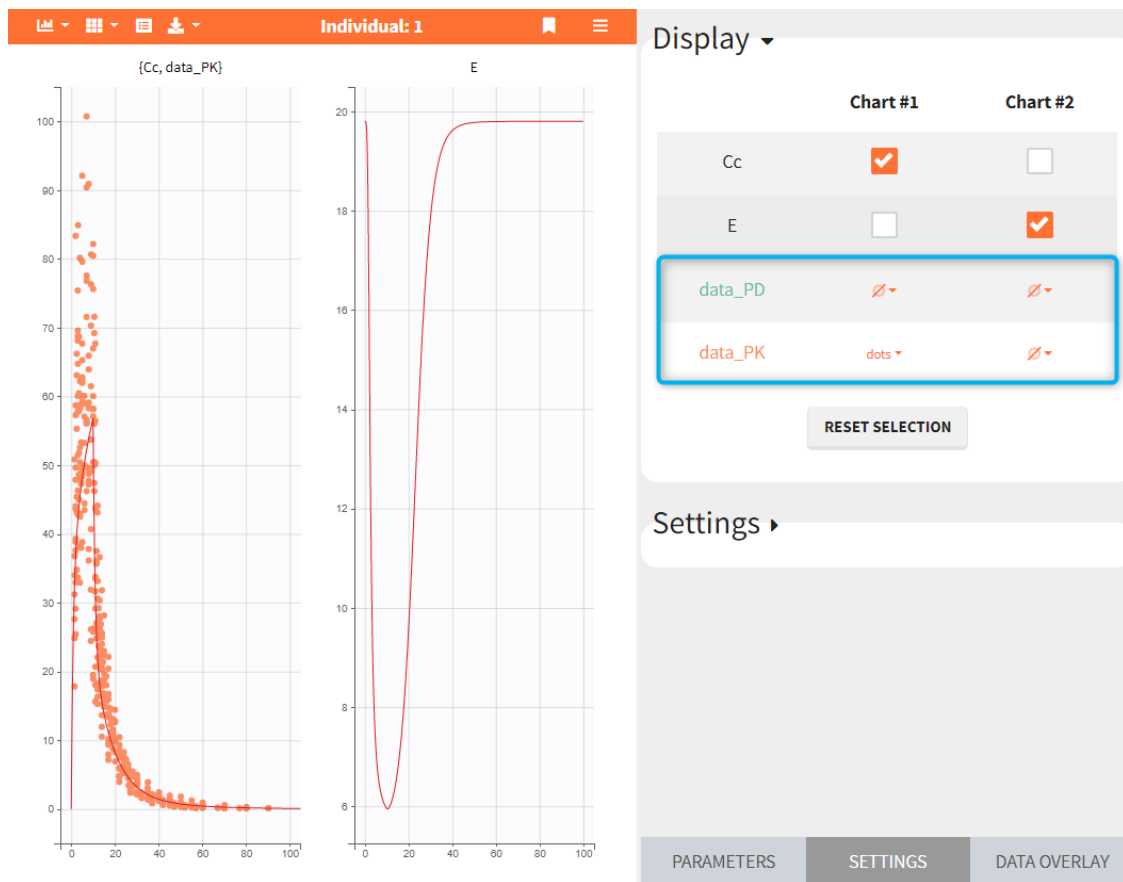 Individual: 1
{Cc, data_PK}
E
100
90
80
70
60
50
40
30
20
10
0
0
20
40
60
80
100
20
18
16
14
12
10
8
6
0
20
40
60
80
100
Display
Chart #1 Chart #2
Cc
E
data_PD
data_PK dots
RESET SELECTION
Settings
PARAMETERS SETTINGS DATA OVERLAY